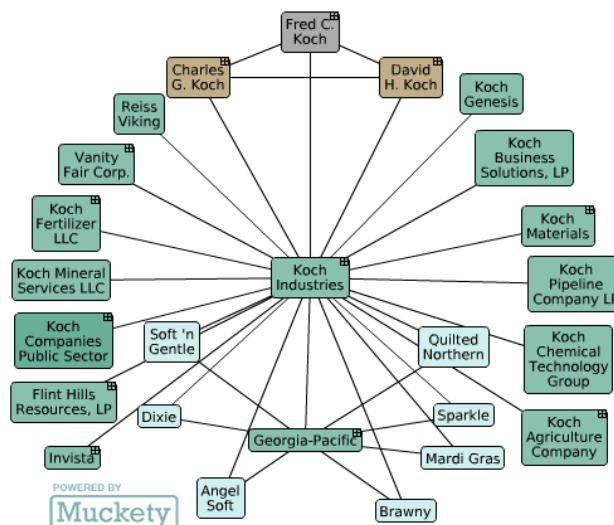 Fred C.
Koch
Charles
G. Koch
David
H. Koch
Koch
Genesis
Reiss
Viking
Koch
Business
Solutions, LP
Vanity
Fair Corp.
Koch
Fertilizer
LLC
Koch
Materials
Koch Mineral
Services LLC
Koch
Industries
Koch
Pipeline
Company LP
Koch
Companies
Public Sector
Soft 'n
Gentle
Quilted
Northern
Koch
Chemical
Technology
Group
Flint Hills
Resources, LP
Dixie
Sparkle
Georgia-Pacific
Koch
Agriculture
Company
Invista
Mardi Gras
Angel
Soft
Brawny
POWERED BY
Muckety